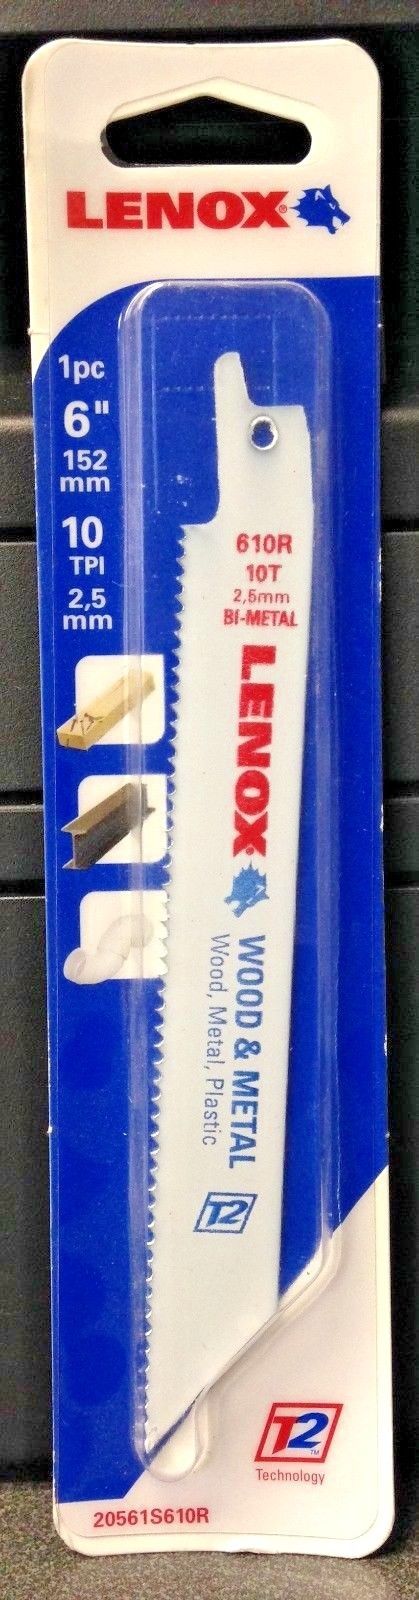 LENOX®
1pc
6"
152
mm
10
TPI
2,5
mm
610R
10T
2,5mm
BI-METAL
LENOX®
WOOD & METAL
Wood, Metal, Plastic
T2
T2™
Technology
20561S610R